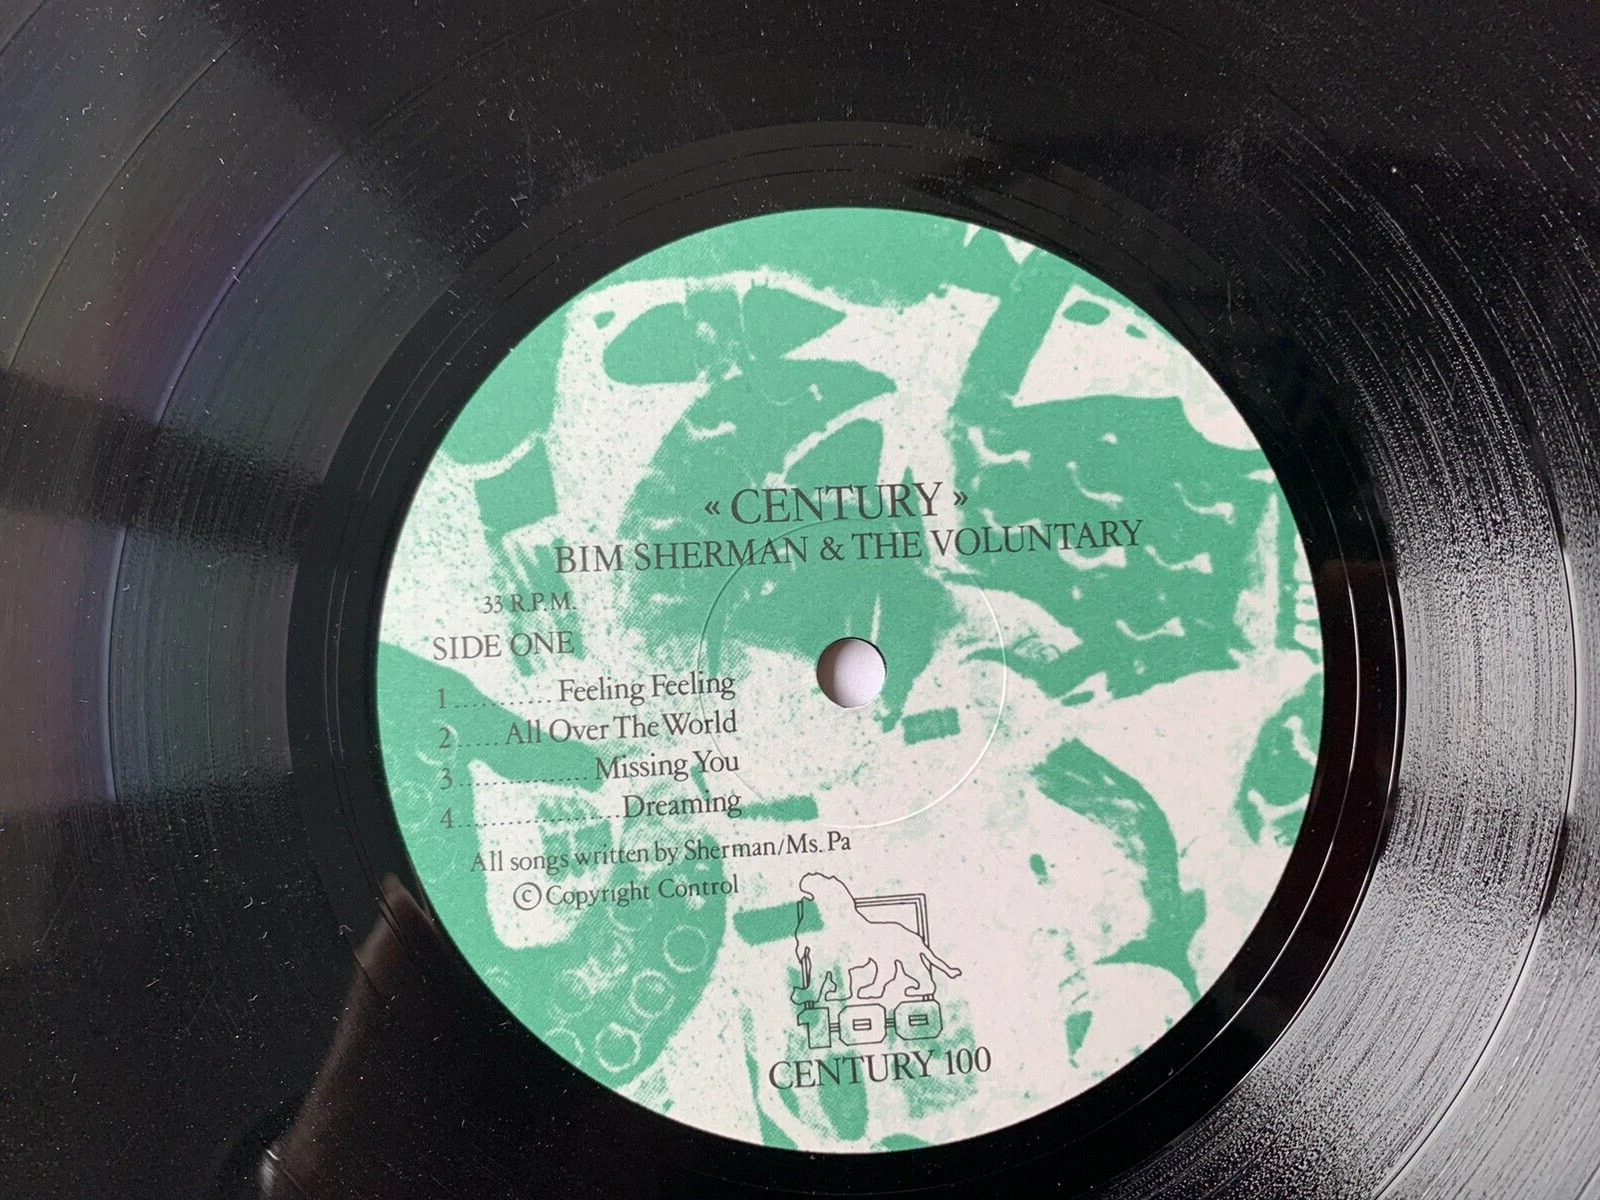 « CENTURY »
BIM SHERMAN & THE VOLUNTARY
33 R.P.M.
SIDE ONE
1............Feeling Feeling
2.....All Over The World
3................Missing You
4....................Dreaming
All songs written by Sherman/Ms. Pa
© Copyright Control
100
CENTURY 100